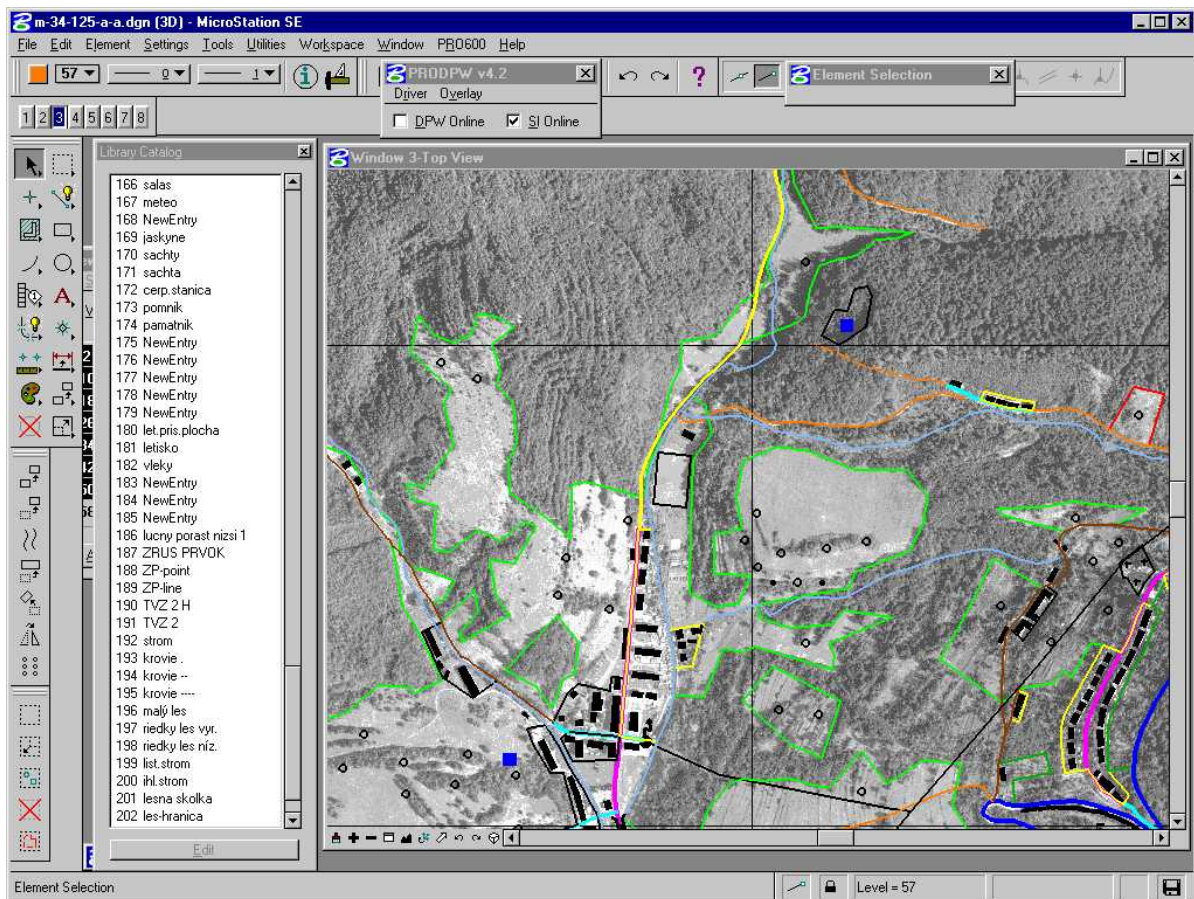 m-34-125-a-a.dgn (3D) - MicroStation SE
File Edit Element Settings Tools Utilities Workspace Window PRO600 Help
57 0 1
PRODPW v4.2
Driver Overlay
DPW Online SI Online
Element Selection
1 2 3 4 5 6 7 8
Library Catalog
166 salas
167 meteo
168 NewEntry
169 jaskyne
170 sachty
171 sachta
172 cerp.stanica
173 pomnik
174 pamatnik
175 NewEntry
176 NewEntry
177 NewEntry
178 NewEntry
179 NewEntry
180 let.pris.plocha
181 letisko
182 vleky
183 NewEntry
184 NewEntry
185 NewEntry
186 lucny porast nizsi 1
187 ZRUS PRVOK
188 ZP-point
189 ZP-line
190 TVZ 2 H
191 TVZ 2
192 strom
193 krovie .
194 krovie --
195 krovie ----
196 malý les
197 riedky les vyr.
198 riedky les níz.
199 list.strom
200 ihl.strom
201 lesna skolka
202 les-hranica
Edit
Window 3-Top View
Element Selection
Level = 57